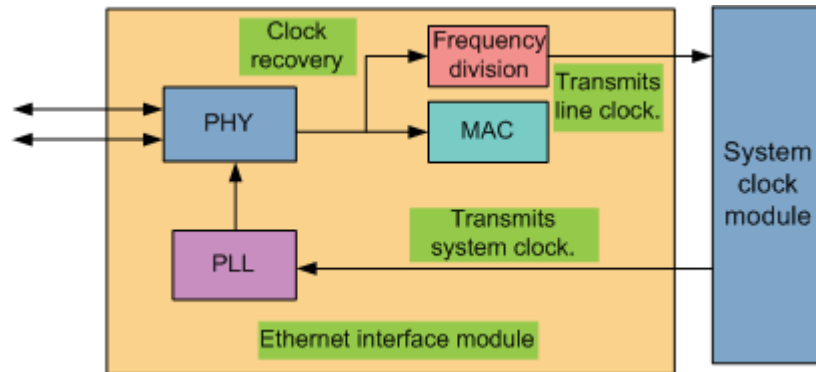 Clock
recovery
Frequency
division
Transmits
line clock.
PHY
MAC
System
clock
module
Transmits
system clock.
PLL
Ethernet interface module